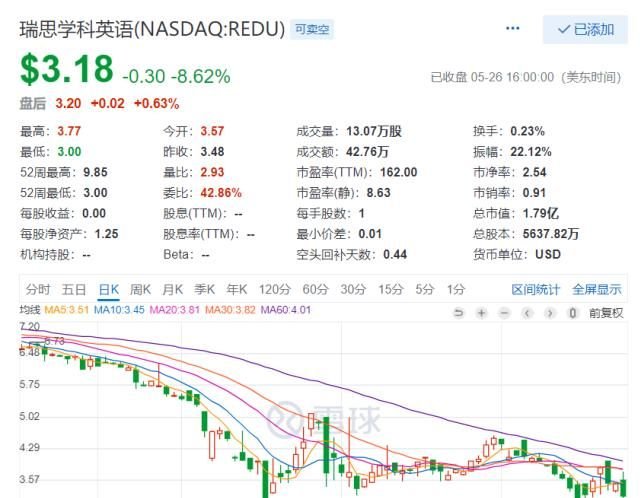 瑞思学科英语(NASDAQ:REDU) 可卖空 ... 已添加
$3.18 -0.30 -8.62% 已收盘 05-26 16:00:00 (美东时间)
盘后 3.20 +0.02 +0.63%
最高：3.77 今开：3.57 成交量：13.07万股 换手：0.23%
最低：3.00 昨收：3.48 成交额：42.76万 振幅：22.12%
52周最高：9.85 量比：2.93 市盈率(TTM)：162.00 市净率：2.54
52周最低：3.00 委比：42.86% 市盈率(静)：8.63 市销率：0.91
每股收益：0.00 股息(TTM)：-- 每手股数：1 总市值：1.79亿
每股净资产：1.25 股息率(TTM)：-- 最小价差：0.01 总股本：5637.82万
机构持股：-- Beta：-- 空头回补天数：0.44 货币单位：USD
分时 五日 日K 周K 月K 季K 年K 120分 60分 30分 15分 5分 1分 区间统计 全屏显示
均线 MA5:3.51 MA10:3.45 MA20:3.81 MA30:3.82 MA60:4.01 前复权
7.20
6.73
6.48
5.75
5.02
雪球
4.29
3.57